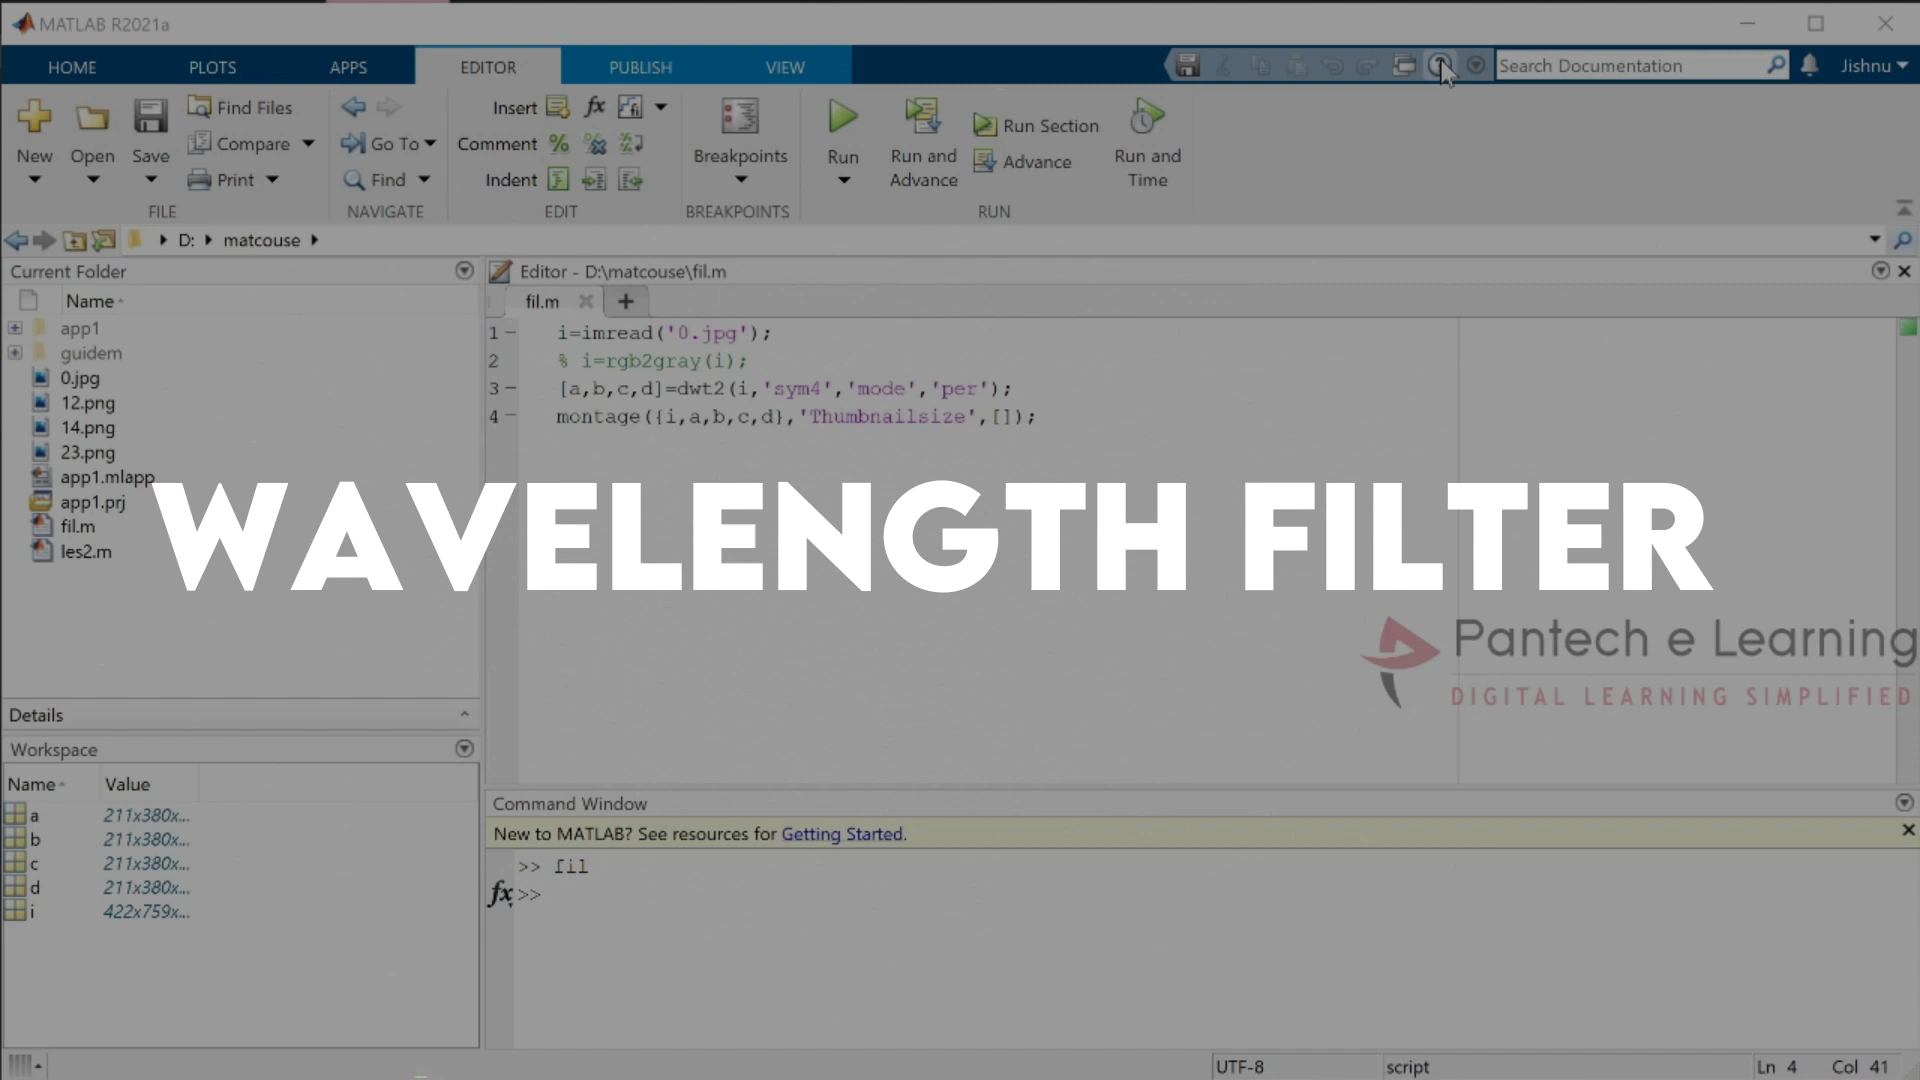 MATLAB R2021a
HOME PLOTS APPS EDITOR PUBLISH VIEW Search Documentation Jishnu
New Open Save Find Files Compare Print FILE
Go To Find NAVIGATE
Insert fx Comment % Indent EDIT
Breakpoints BREAKPOINTS
Run Run and Advance Run Section Advance Run and Time RUN
D: matcouse
Current Folder
Name
app1
guidem
0.jpg
12.png
14.png
23.png
app1.mlapp
app1.prj
fil.m
les2.m
Editor - D:\matcouse\fil.m
fil.m
1 i=imread('0.jpg');
2 % i=rgb2gray(i);
3 [a,b,c,d]=dwt2(i,'sym4','mode','per');
4 montage({i,a,b,c,d},'Thumbnailsize',[]);
WAVELENGTH FILTER
Pantech e Learning
DIGITAL LEARNING SIMPLIFIED
Details
Workspace
Name Value
a 211x380x...
b 211x380x...
c 211x380x...
d 211x380x...
i 422x759x...
Command Window
New to MATLAB? See resources for Getting Started.
>> fil
fx >>
UTF-8 script Ln 4 Col 41